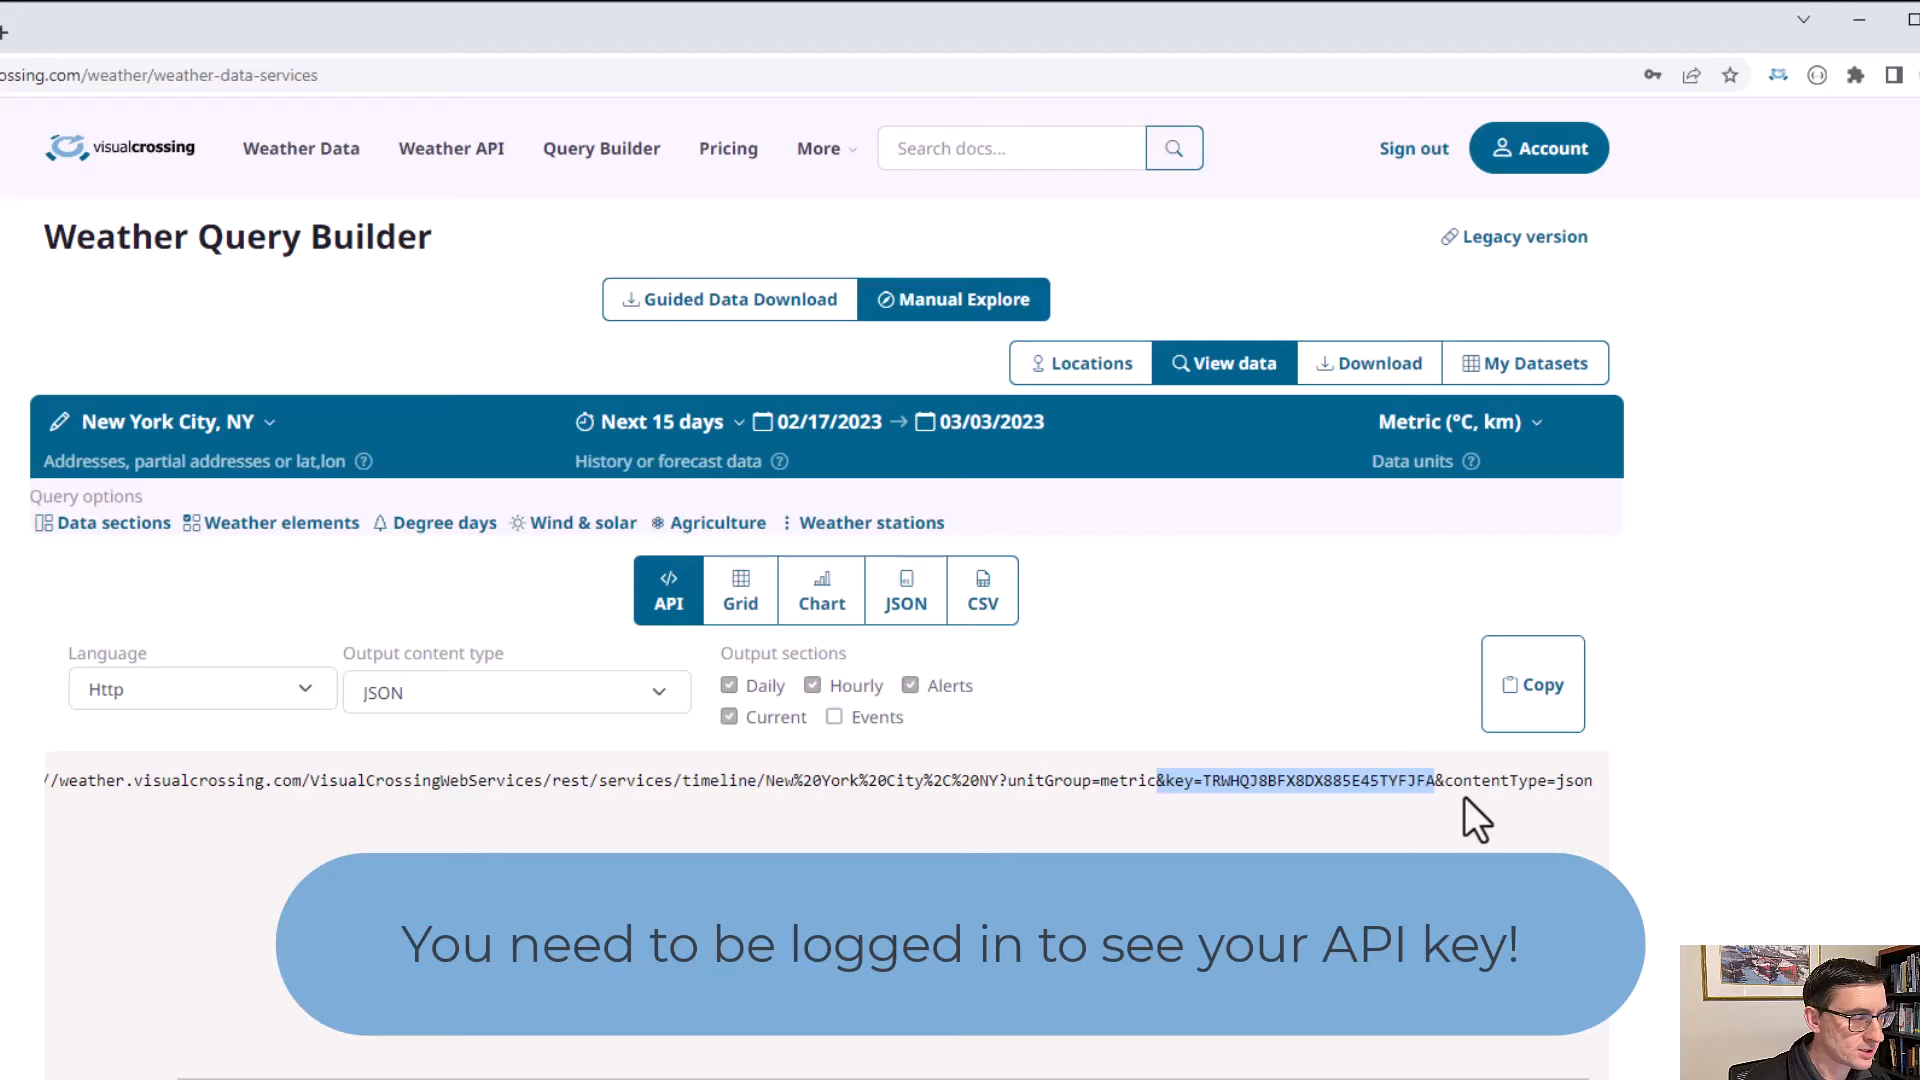 ossing.com/weather/weather-data-services
visualcrossing
Weather Data
Weather API
Query Builder
Pricing
More
Search docs...
Sign out
Account
Weather Query Builder
Legacy version
Guided Data Download
Manual Explore
Locations
View data
Download
My Datasets
New York City, NY
Next 15 days
02/17/2023
03/03/2023
Metric (°C, km)
Addresses, partial addresses or lat,lon
History or forecast data
Data units
Query options
Data sections
Weather elements
Degree days
Wind & solar
Agriculture
Weather stations
API
Grid
Chart
JSON
CSV
Language
Output content type
Output sections
Http
JSON
Daily
Hourly
Alerts
Current
Events
Copy
//weather.visualcrossing.com/VisualCrossingWebServices/rest/services/timeline/New%20York%20City%2C%20NY?unitGroup=metric&key=TRWHQJ8BFX8DX885E45TYFJFA&contentType=json
You need to be logged in to see your API key!